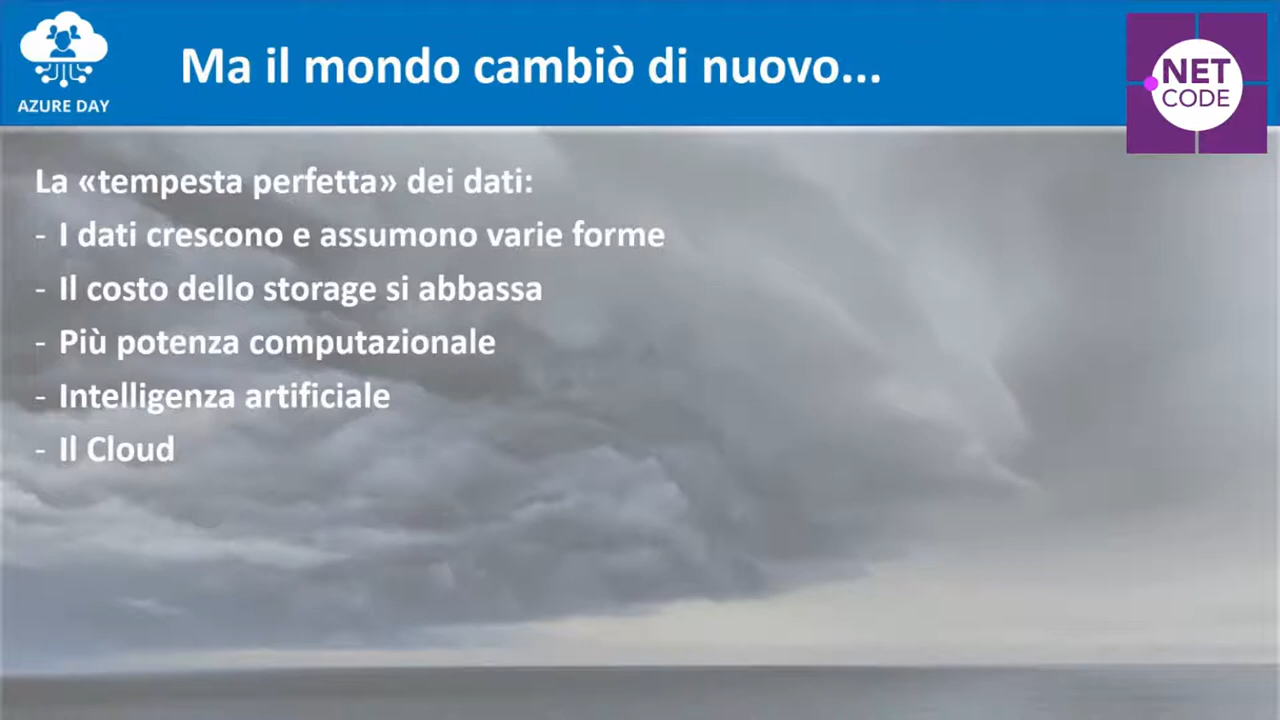 Ma il mondo cambiò di nuovo...
AZURE DAY
NET
CODE
La «tempesta perfetta» dei dati:
- I dati crescono e assumono varie forme
- Il costo dello storage si abbassa
- Più potenza computazionale
- Intelligenza artificiale
- Il Cloud